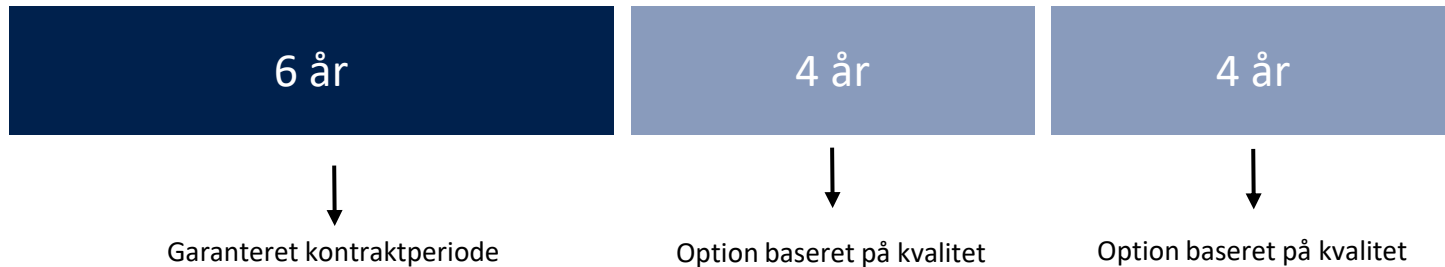 6 år
4 år
4 år
Garanteret kontraktperiode
Option baseret på kvalitet
Option baseret på kvalitet